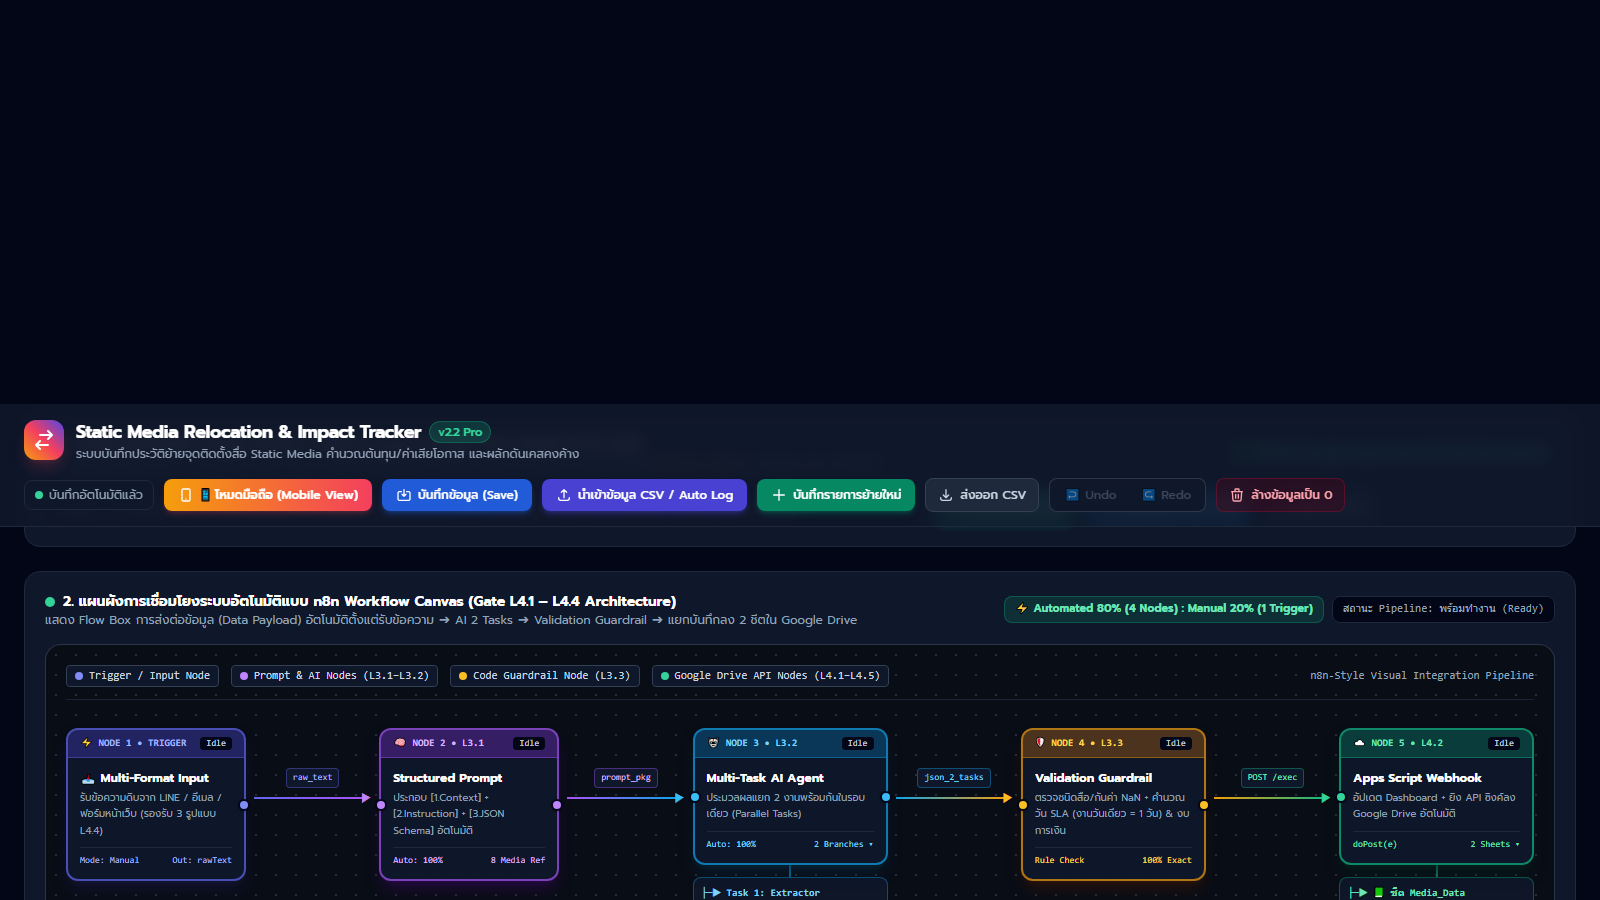 Static Media Relocation & Impact Tracker v2.2 Pro
ระบบบันทึกประวัติย้ายจุดติดตั้งสื่อ Static Media คำนวณต้นทุน/ค่าเสียโอกาส และผลักดันเคสคงค้าง
บันทึกอัตโนมัติแล้ว
โหมดมือถือ (Mobile View)
บันทึกข้อมูล (Save)
นำเข้าข้อมูล CSV / Auto Log
บันทึกรายการย้ายใหม่
ส่งออก CSV
Undo
Redo
ล้างข้อมูลเป็น 0
2. แผนผังการเชื่อมโยงระบบอัตโนมัติแบบ n8n Workflow Canvas (Gate L4.1 – L4.4 Architecture)
แสดง Flow Box การส่งต่อข้อมูล (Data Payload) อัตโนมัติตั้งแต่รับข้อความ → AI 2 Tasks → Validation Guardrail → แยกบันทึกลง 2 ชีตใน Google Drive
⚡ Automated 80% (4 Nodes) : Manual 20% (1 Trigger)
สถานะ Pipeline: พร้อมทำงาน (Ready)
Trigger / Input Node
Prompt & AI Nodes (L3.1–L3.2)
Code Guardrail Node (L3.3)
Google Drive API Nodes (L4.1–L4.5)
n8n-Style Visual Integration Pipeline
⚡ NODE 1 • TRIGGER Idle
Multi-Format Input
รับข้อความดิบจาก LINE / อีเมล /
ฟอร์มหน้าเว็บ (รองรับ 3 รูปแบบ
L4.4)
Mode: Manual Out: rawText
raw_text
NODE 2 • L3.1 Idle
Structured Prompt
ประกอบ [1.Context] +
[2.Instruction] + [3.JSON
Schema] อัตโนมัติ
Auto: 100% 8 Media Ref
prompt_pkg
NODE 3 • L3.2 Idle
Multi-Task AI Agent
ประมวลผลแยก 2 งานพร้อมกันในรอบ
เดียว (Parallel Tasks)
Auto: 100% 2 Branches ▾
├─▶ Task 1: Extractor
json_2_tasks
NODE 4 • L3.3 Idle
Validation Guardrail
ตรวจชนิดสื่อ/กันค่า NaN + คำนวณ
วัน SLA (งานวันเดียว = 1 วัน) & งบ
การเงิน
Rule Check 100% Exact
POST /exec
NODE 5 • L4.2 Idle
Apps Script Webhook
อัปเดต Dashboard + ยิง API ซิงค์ลง
Google Drive อัตโนมัติ
doPost(e) 2 Sheets ▾
├─▶ ชีต Media_Data